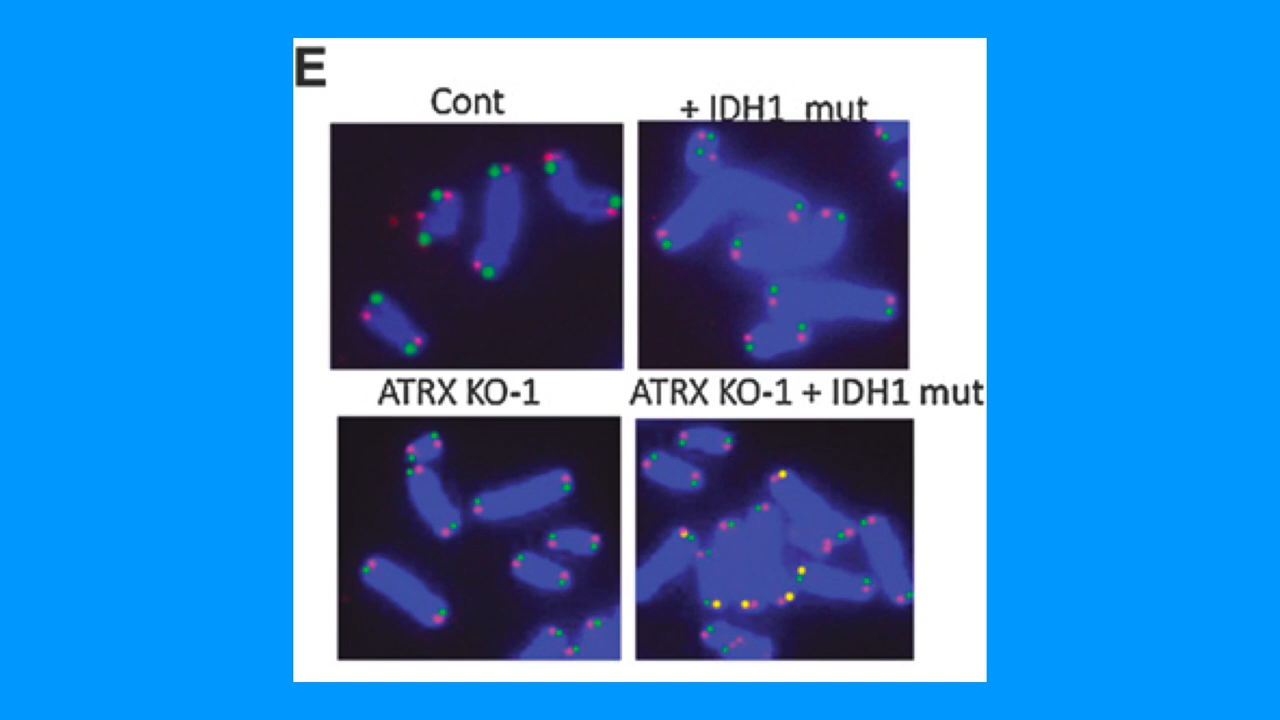 E
Cont
+ IDH1 mut
ATRX KO-1
ATRX KO-1 + IDH1 mut